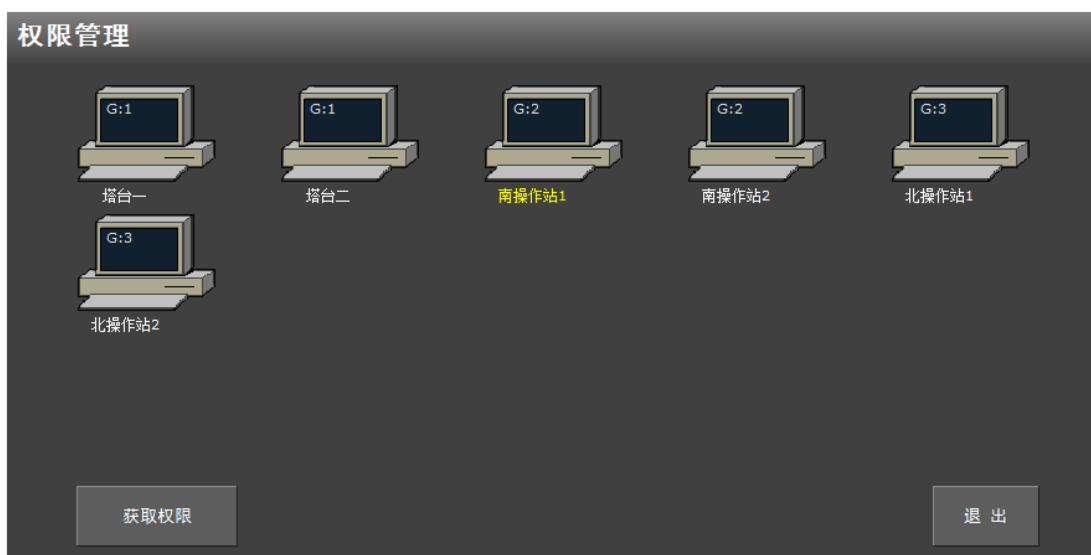 权限管理
G:1
G:1
G:2
G:2
G:3
塔台一
塔台二
南操作站1
南操作站2
北操作站1
G:3
北操作站2
获取权限
退 出